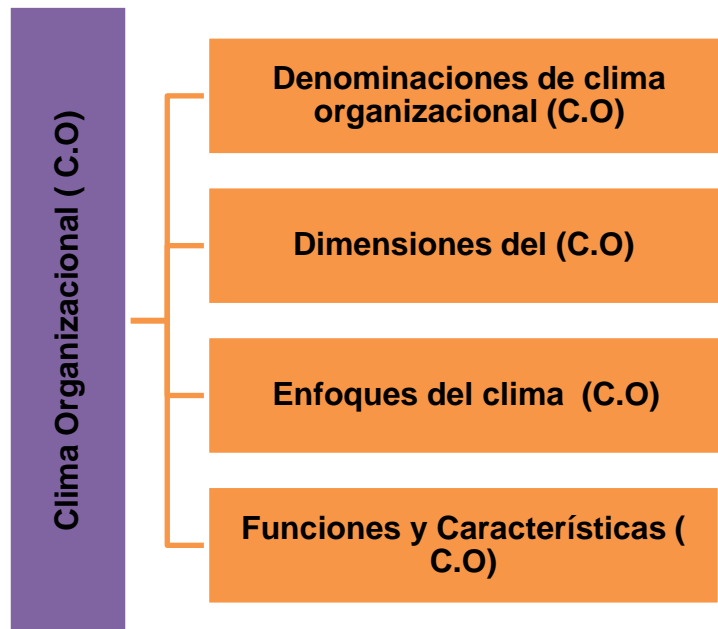 Clima Organizacional ( C.O)
Denominaciones de clima
organizacional (C.O)
Dimensiones del (C.O)
Enfoques del clima  (C.O)
Funciones y Características (
C.O)